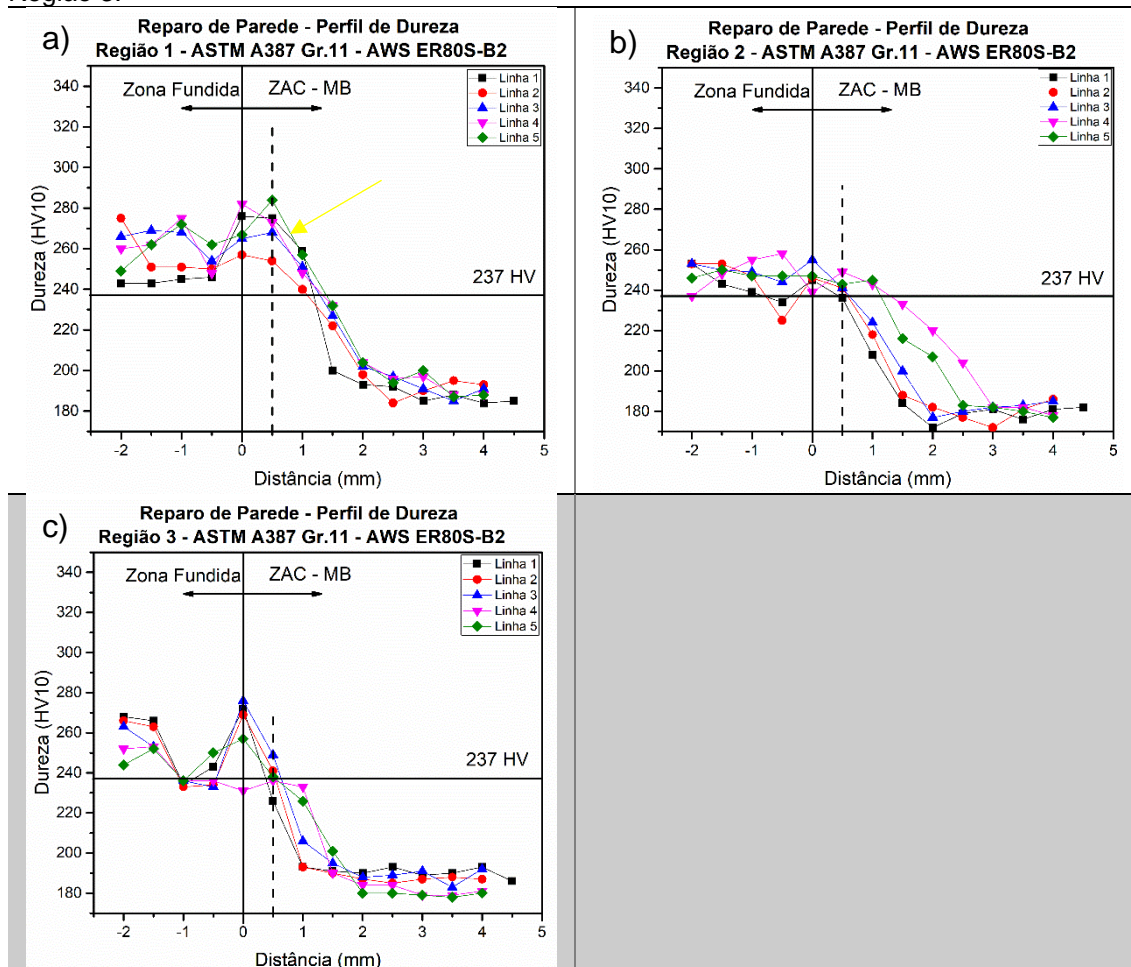 Região 3.
a)
Reparo de Parede - Perfil de Dureza
Região 1 - ASTM A387 Gr.11 - AWS ER80S-B2
340
320
300
280
260
240
220
200
180
Dureza (HV10)
Zona Fundida
ZAC - MB
Linha 1
Linha 2
Linha 3
Linha 4
Linha 5
237 HV
-2 -1 0 1 2 3 4 5
Distância (mm)
b)
Reparo de Parede - Perfil de Dureza
Região 2 - ASTM A387 Gr.11 - AWS ER80S-B2
340
320
300
280
260
240
220
200
180
Dureza (HV10)
Zona Fundida
ZAC - MB
Linha 1
Linha 2
Linha 3
Linha 4
Linha 5
237 HV
-2 -1 0 1 2 3 4 5
Distância (mm)
c)
Reparo de Parede - Perfil de Dureza
Região 3 - ASTM A387 Gr.11 - AWS ER80S-B2
340
320
300
280
260
240
220
200
180
Dureza (HV10)
Zona Fundida
ZAC - MB
Linha 1
Linha 2
Linha 3
Linha 4
Linha 5
237 HV
-2 -1 0 1 2 3 4 5
Distância (mm)